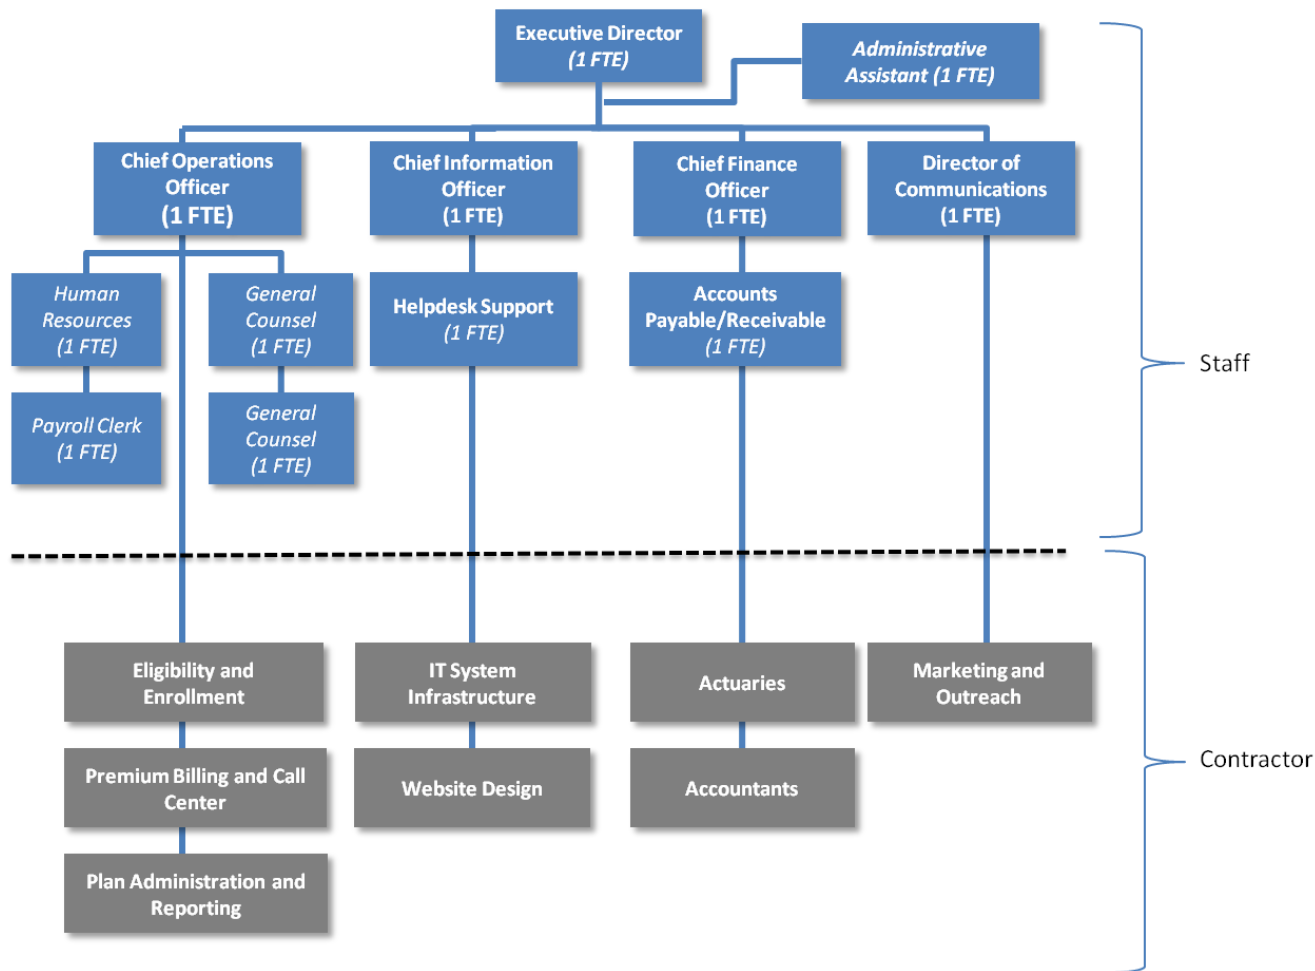 Executive Director
(1 FTE)
Administrative
Assistant (1 FTE)
Chief Operations
Officer
(1 FTE)
Chief Information
Officer
(1 FTE)
Chief Finance
Officer
(1 FTE)
Director of
Communications
(1 FTE)
Human
Resources
(1 FTE)
General
Counsel
(1 FTE)
Helpdesk Support
(1 FTE)
Accounts
Payable/Receivable
(1 FTE)
Staff
Payroll Clerk
(1 FTE)
General
Counsel
(1 FTE)
Eligibility and
Enrollment
IT System
Infrastructure
Actuaries
Marketing and
Outreach
Premium Billing and Call
Center
Website Design
Accountants
Contractor
Plan Administration and
Reporting